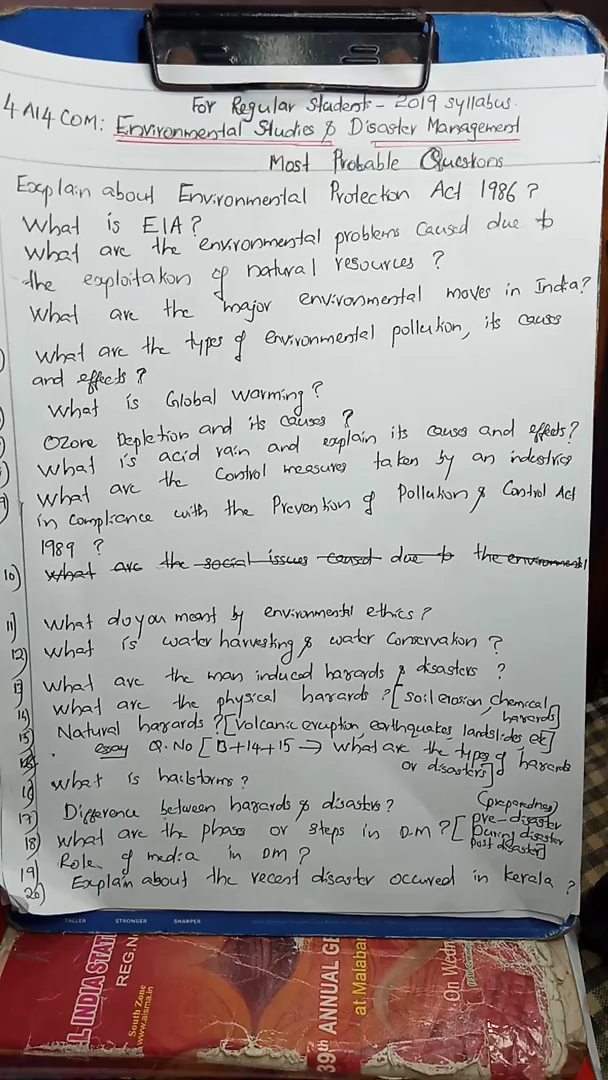 For Regular Students - 2019 syllabus.
4 A14 COM: Environmental Studies & Disaster Management
Most Probable Questions
Explain about Environmental Protection Act 1986 ?
What is EIA ?
What are the environmental problems caused due to
the exploitation of natural resources ?
What are the major environmental moves in India?
What are the types of environmental pollution, its causes
and effects ?
What is Global Warming ?
Ozone Depletion and its causes ?
What is acid rain and explain its causes and effects?
What are the Control measures taken by an industries
in compliance with the Prevention of Pollution & Control Act
1989 ?
10) What are the social issues caused due to the environmental
11) What do you meant by environmental ethics ?
12) What is water harvesting & water Conservation ?
13) What are the man induced hazards & disasters ?
14) What are the physical hazards ? [soil erosion, chemical
hazards]
15) Natural hazards ? [Volcanic eruption, earthquakes, landslides etc]
essay Q.No [13+14+15 → What are the types of hazards
or disasters]
16) What is hailstorms ?
17) Difference between hazards & disasters ?
(preparedness)
18) What are the phases or steps in DM ? [Pre-disaster
During disaster
Post disaster]
19) Role of media in DM ?
20) Explain about the recent disaster occured in Kerala ?
TALLER STRONGER SHARPER
L INDIA STAT
REG.N
South Zone
www.aisma.in
39th ANNUAL GE
at Malabar
On Wedn